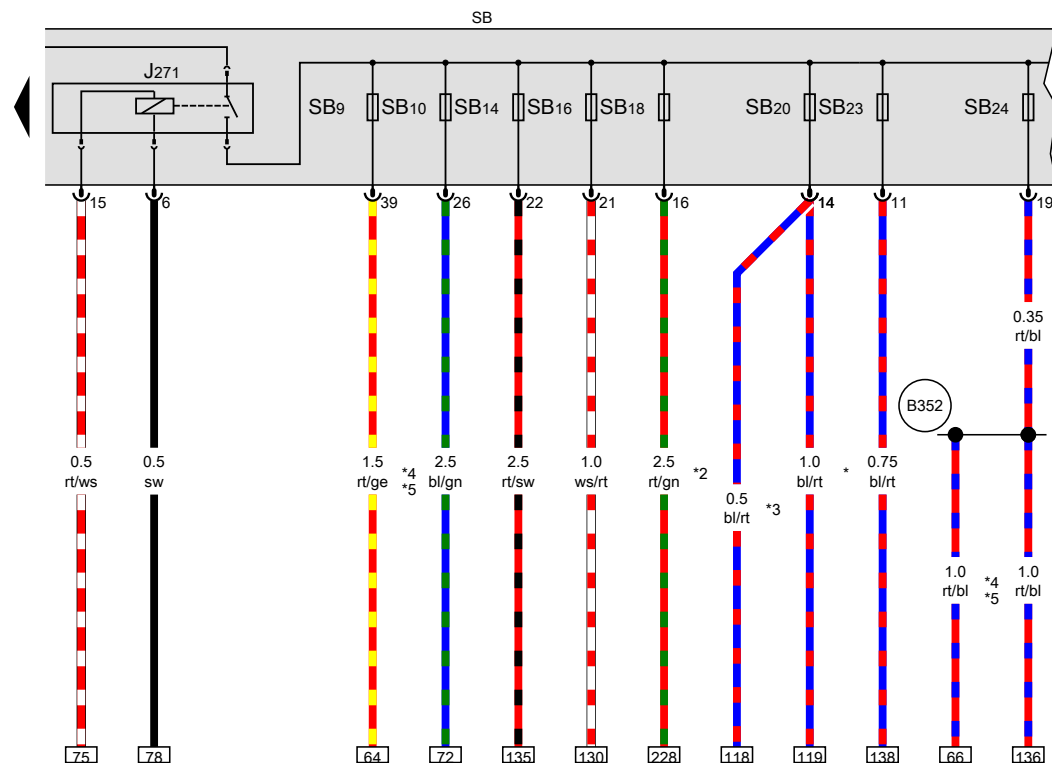 SB
J271
SB9 SB10 SB14 SB16 SB18 SB20 SB23 SB24
15 6 39 26 22 21 16 14 11 19
0.35
rt/bl
B352
0.5 0.5 1.5 *4 2.5 2.5 1.0 2.5 *2 1.0 * 0.75
rt/ws sw rt/ge *5 bl/gn rt/sw ws/rt rt/gn bl/rt bl/rt
0.5 *3
bl/rt
1.0 *4 1.0
rt/bl *5 rt/bl
75 78 64 72 135 130 228 118 119 138 66 136